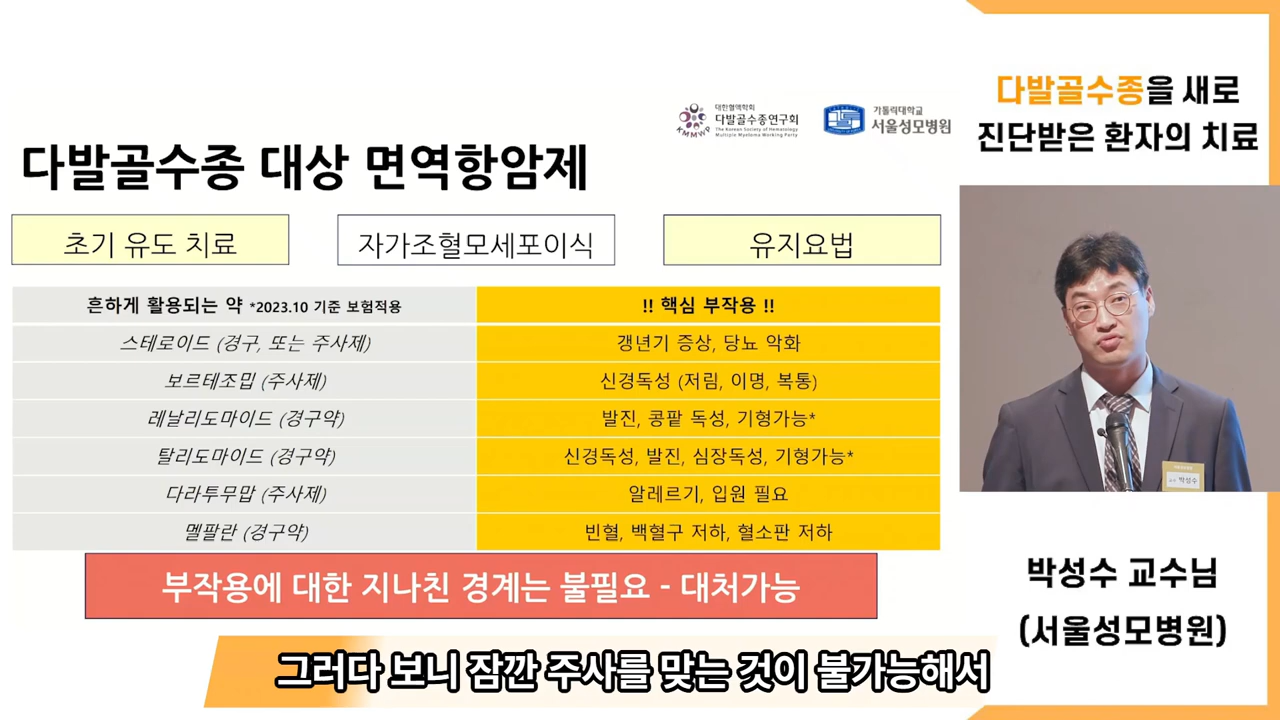 대한혈액학회
다발골수종연구회
The Korean Society of Hematology
Multiple Myeloma Working Party
KMMWP
가톨릭대학교
서울성모병원
다발골수종을 새로
진단받은 환자의 치료
다발골수종 대상 면역항암제
초기 유도 치료
자가조혈모세포이식
유지요법
흔하게 활용되는 약 *2023.10 기준 보험적용
!! 핵심 부작용 !!
스테로이드 (경구, 또는 주사제)
갱년기 증상, 당뇨 악화
보르테조밉 (주사제)
신경독성 (저림, 이명, 복통)
레날리도마이드 (경구약)
발진, 콩팥 독성, 기형가능*
탈리도마이드 (경구약)
신경독성, 발진, 심장독성, 기형가능*
다라투무맙 (주사제)
알레르기, 입원 필요
멜팔란 (경구약)
빈혈, 백혈구 저하, 혈소판 저하
부작용에 대한 지나친 경계는 불필요 - 대처가능
박성수
박성수 교수님
(서울성모병원)
그러다 보니 잠깐 주사를 맞는 것이 불가능해서